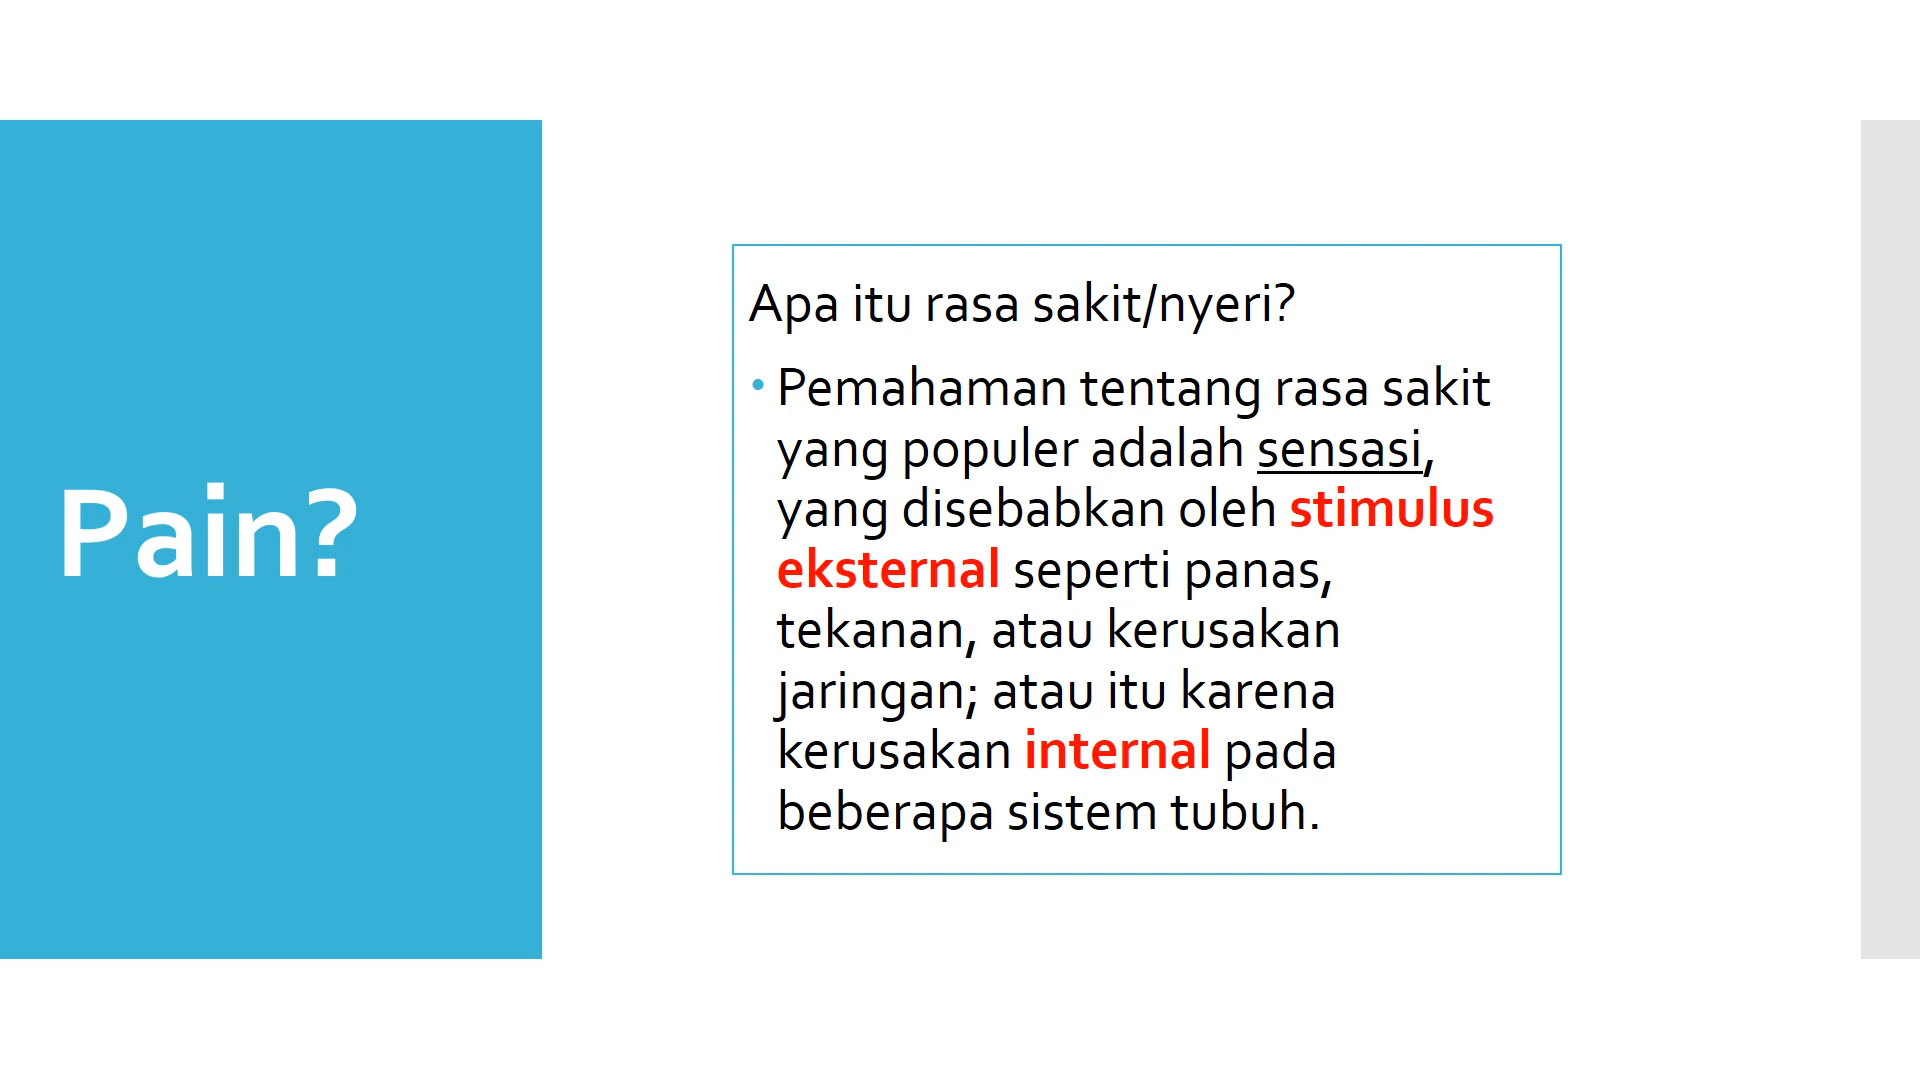 Pain?
Apa itu rasa sakit/nyeri?
• Pemahaman tentang rasa sakit
yang populer adalah sensasi,
yang disebabkan oleh stimulus
eksternal seperti panas,
tekanan, atau kerusakan
jaringan; atau itu karena
kerusakan internal pada
beberapa sistem tubuh.